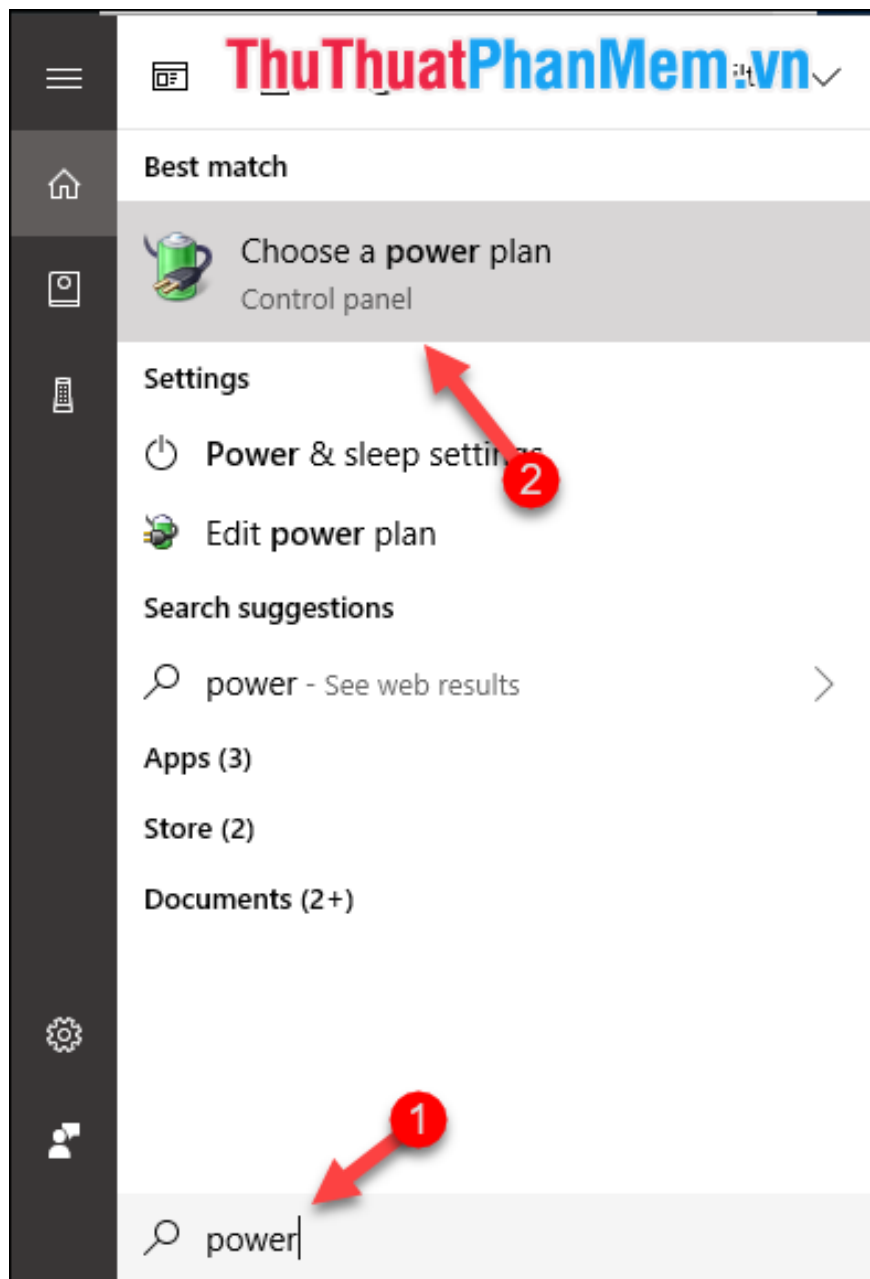 ThuThuatPhanMem.vn
Best match
Choose a power plan
Control panel
Settings
Power & sleep settings
2
Edit power plan
Search suggestions
power - See web results
Apps (3)
Store (2)
Documents (2+)
1
power